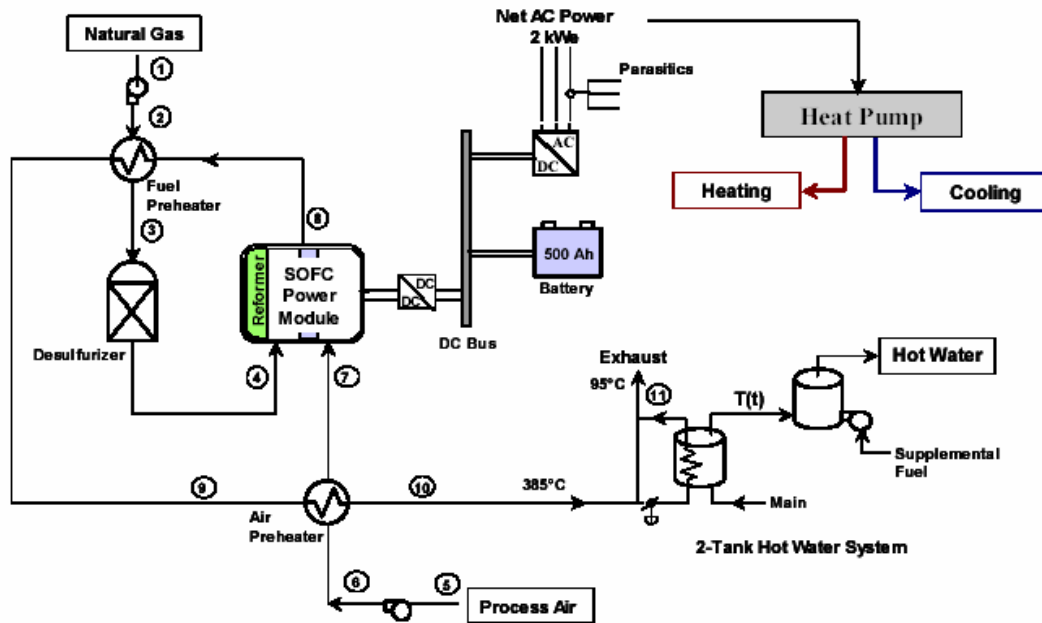 Natural Gas
1
2
Fuel
Preheater
3
Desulfurizer
4
Reformer
SOFC
Power
Module
8
7
DC
DC
DC Bus
Net AC Power
2 kWe
Parasitics
AC
DC
500 Ah
Battery
Heat Pump
Heating
Cooling
Exhaust
95°C
11
T(t)
Hot Water
Supplemental
Fuel
Main
2-Tank Hot Water System
9
Air
Preheater
10
385°C
6
5
Process Air